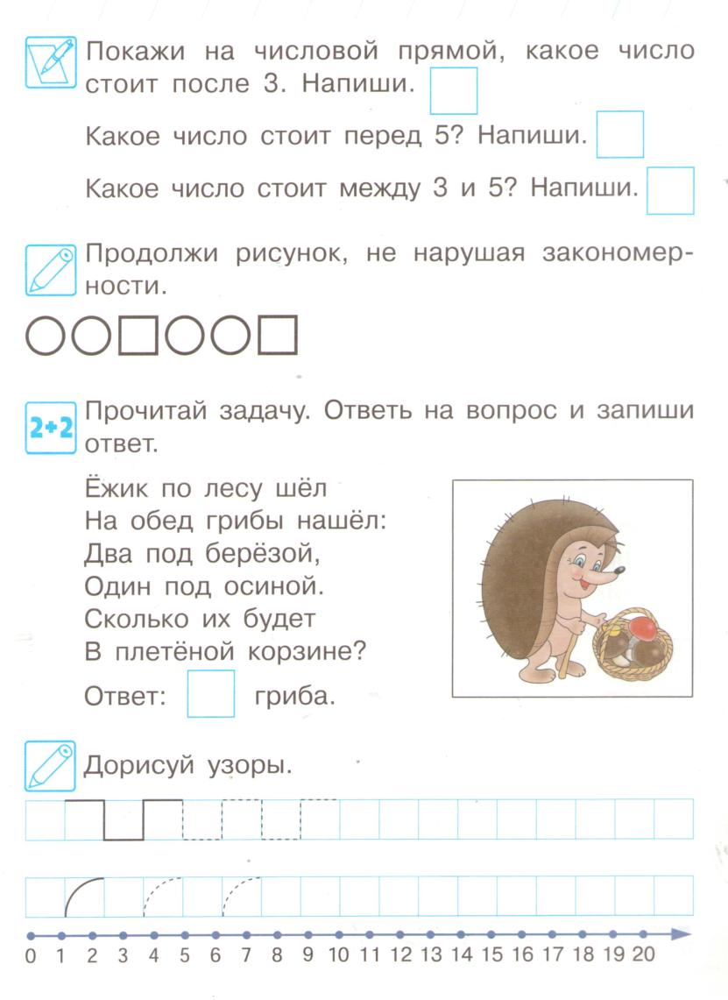 Покажи на числовой прямой, какое число
стоит после 3. Напиши.
Какое число стоит перед 5? Напиши.
Какое число стоит между 3 и 5? Напиши.
Продолжи рисунок, не нарушая закономер-
ности.
2+2
Прочитай задачу. Ответь на вопрос и запиши
ответ.
Ёжик по лесу шёл
На обед грибы нашёл:
Два под берёзой,
Один под осиной.
Сколько их будет
В плетёной корзине?
Ответ: гриба.
Дорисуй узоры.
0 1 2 3 4 5 6 7 8 9 10 11 12 13 14 15 16 17 18 19 20